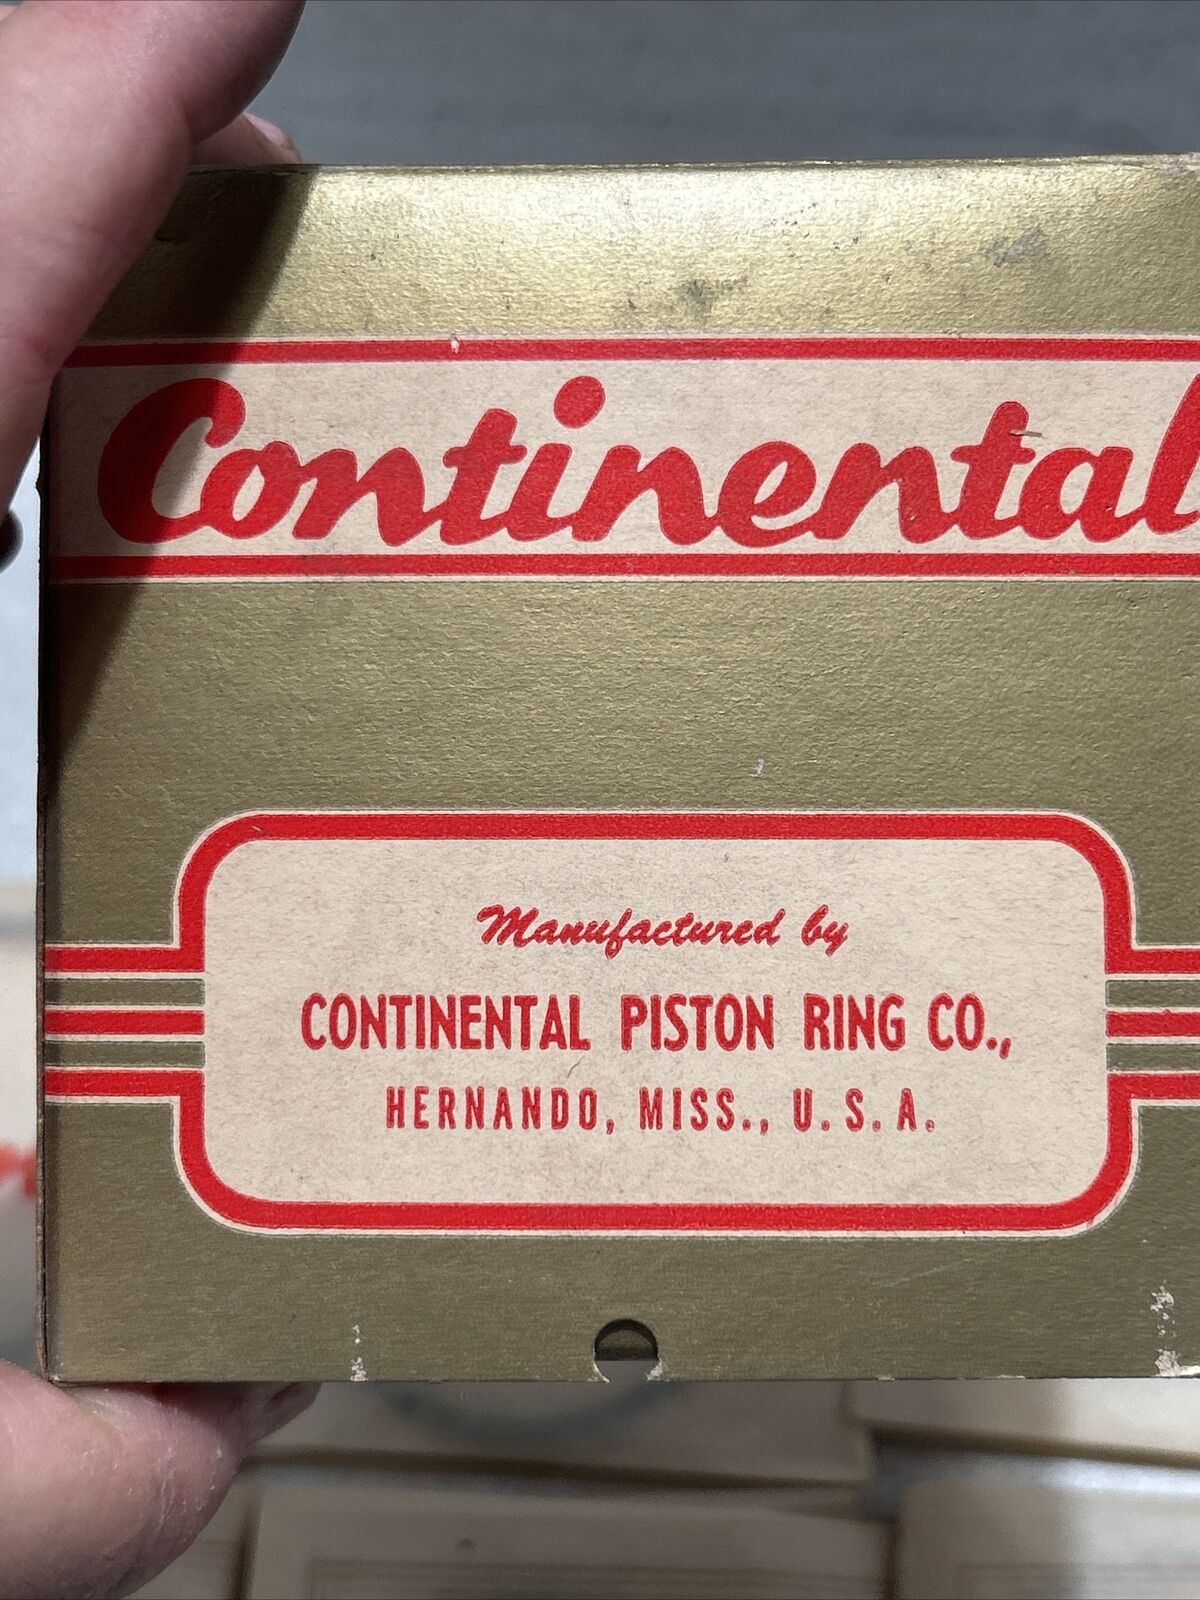 Continental
Manufactured by
CONTINENTAL PISTON RING CO.,
HERNANDO, MISS., U.S.A.